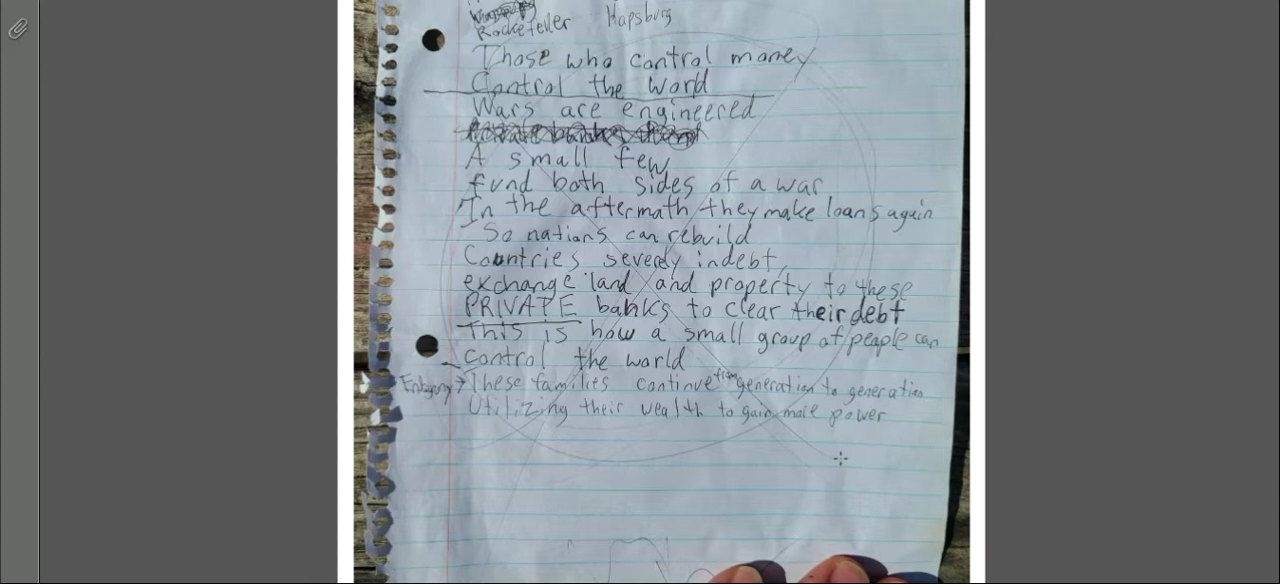 Rockefeller Hapsburg
Those who control money
Control the World
Wars are engineered
A small few
fund both sides of a war
In the aftermath they make loans again
So nations can rebuild
Countries severely indebt,
exchange land and property to these
PRIVATE banks to clear their debt
This is how a small group of people can
Control the world
These families continue from generation to generation
Utilizing their wealth to gain more power